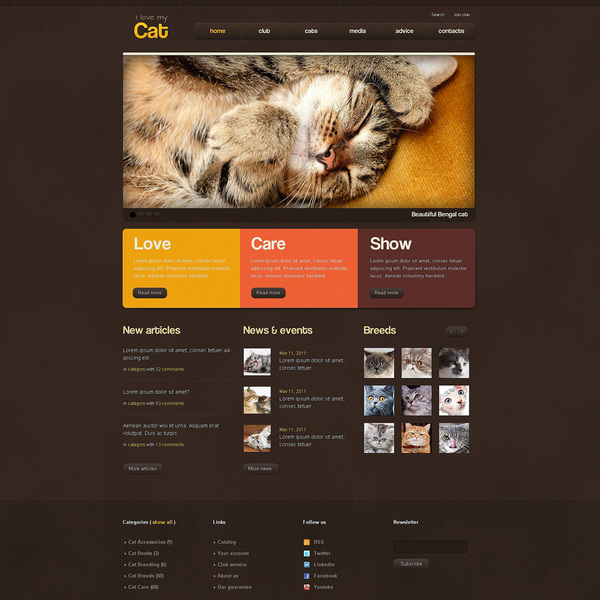 I love my
Cat
Search
Join club
home club cats media advice contacts
Beautiful Bengal cat
Love
Lorem ipsum dolor sit amet, consec tetuer
adipiscing elit. Praesent vestibulum molestie
lacus. Aenean nonummy hendrerit
Read more
Care
Lorem ipsum dolor sit amet, consec tetuer
adipiscing elit. Praesent vestibulum molestie
lacus. Aenean nonummy hendrerit
Read more
Show
Lorem ipsum dolor sit amet, consec tetuer
adipiscing elit. Praesent vestibulum molestie
lacus. Aenean nonummy hendrerit
Read more
New articles
Lorem ipsum dolor sit amet, consec tetuer adi-
piscing elit.
in category with 32 comments
Lorem ipsum dolor sit amet?
in category with 53 comments
Aenean auctor wisi et urna. Aliquam erat
volutpat. Duis ac turpis
in category with 13 comments
More articles
News & events
May 11, 2011
Lorem ipsum dolor sit amet,
consec tetuer
May 11, 2011
Lorem ipsum dolor sit amet,
consec tetuer
May 11, 2011
Lorem ipsum dolor sit amet,
consec tetuer
More news
Breeds
Categories ( show all )
Cat Accessories (9)
Cat Books (3)
Cat Breeding (6)
Cat Breeds (50)
Cat Care (60)
Links
Catalog
Your account
Club service
About us
Our guarantee
Follow us
RSS
Twitter
Linkedin
Facebook
Youtube
Newsletter
Subscribe